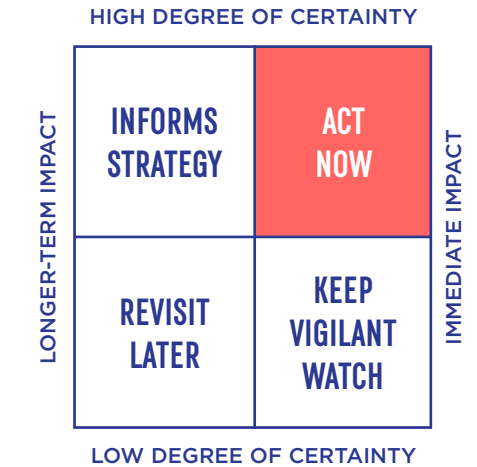 HIGH DEGREE OF CERTAINTY
LONGER-TERM IMPACT
INFORMS
STRATEGY
ACT
NOW
IMMEDIATE IMPACT
REVISIT
LATER
KEEP
VIGILANT
WATCH
LOW DEGREE OF CERTAINTY